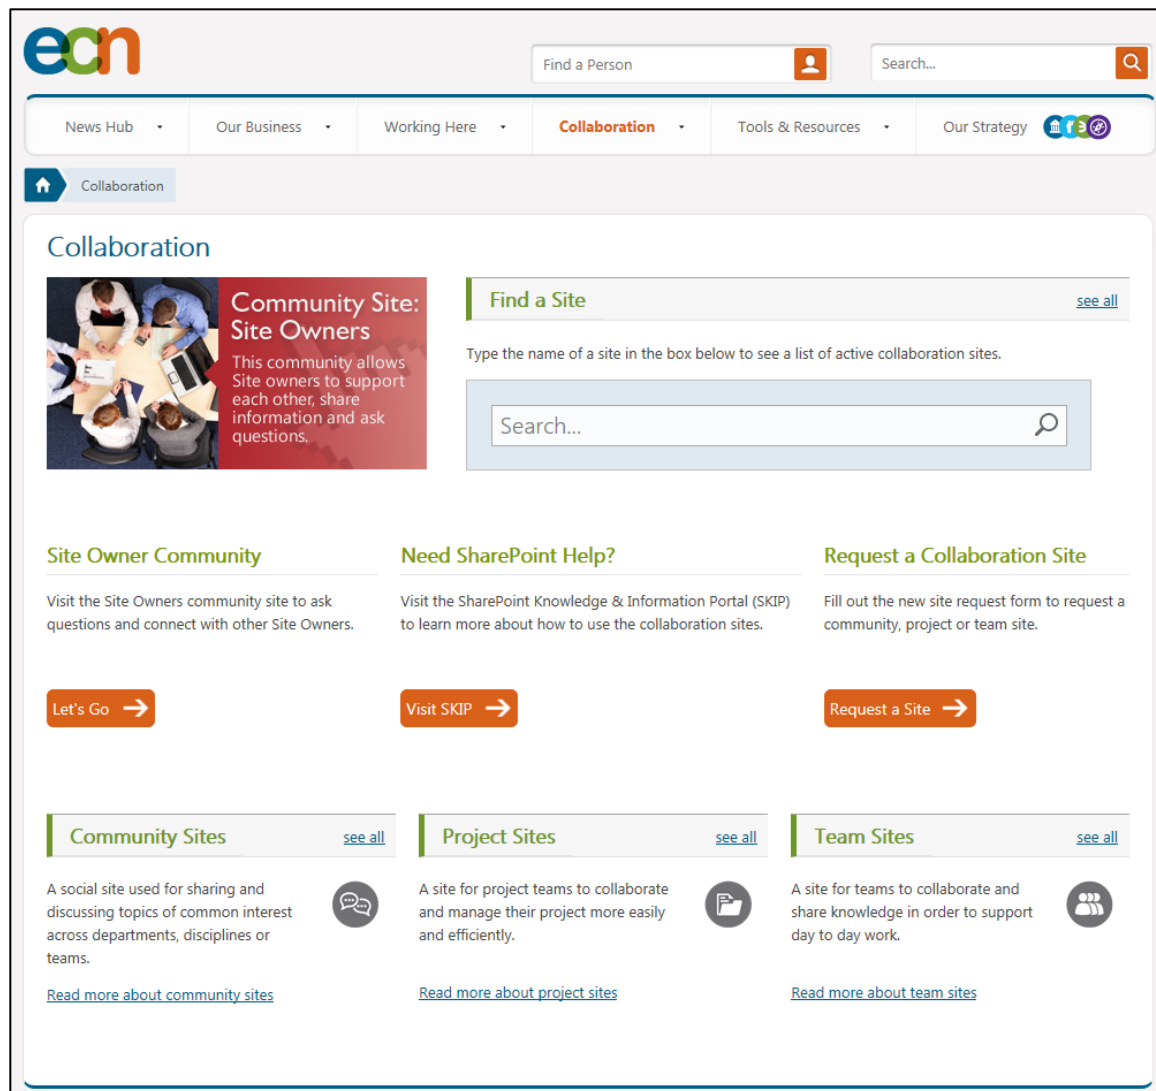 ecn
Find a Person
Search...
News Hub
Our Business
Working Here
Collaboration
Tools & Resources
Our Strategy
Collaboration
Collaboration
Community Site:
Site Owners
This community allows
Site owners to support
each other, share
information and ask
questions.
Find a Site
see all
Type the name of a site in the box below to see a list of active collaboration sites.
Search...
Site Owner Community
Visit the Site Owners community site to ask
questions and connect with other Site Owners.
Let's Go
Need SharePoint Help?
Visit the SharePoint Knowledge & Information Portal (SKIP)
to learn more about how to use the collaboration sites.
Visit SKIP
Request a Collaboration Site
Fill out the new site request form to request a
community, project or team site.
Request a Site
Community Sites
see all
A social site used for sharing and
discussing topics of common interest
across departments, disciplines or
teams.
Read more about community sites
Project Sites
see all
A site for project teams to collaborate
and manage their project more easily
and efficiently.
Read more about project sites
Team Sites
see all
A site for teams to collaborate and
share knowledge in order to support
day to day work.
Read more about team sites